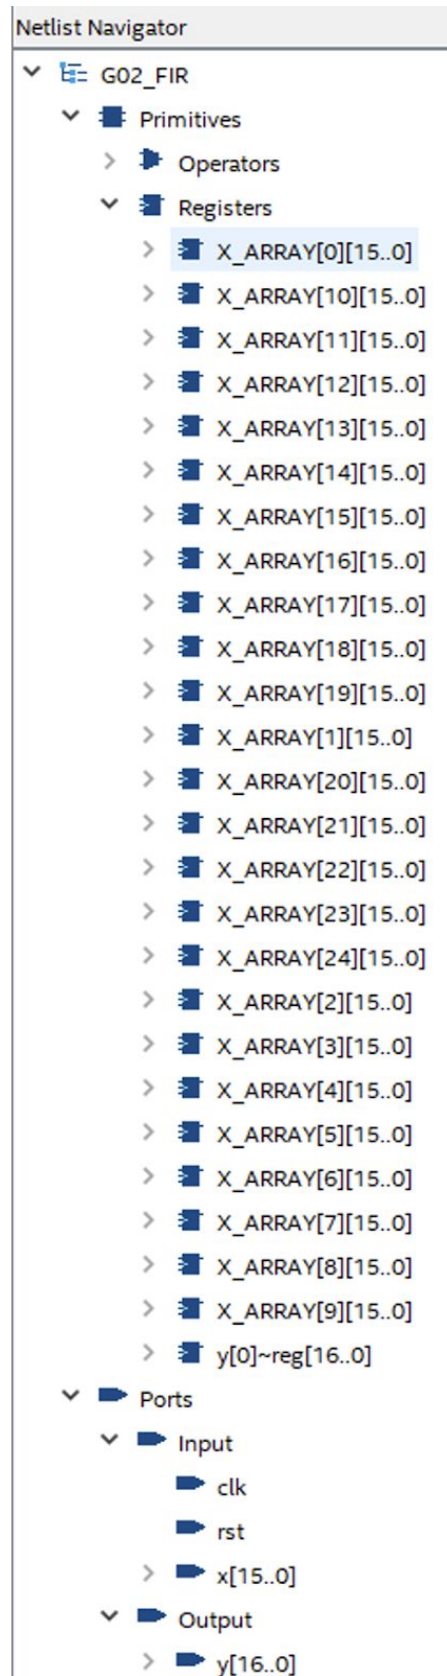 Netlist Navigator
G02_FIR
Primitives
Operators
Registers
X_ARRAY[0][15..0]
X_ARRAY[10][15..0]
X_ARRAY[11][15..0]
X_ARRAY[12][15..0]
X_ARRAY[13][15..0]
X_ARRAY[14][15..0]
X_ARRAY[15][15..0]
X_ARRAY[16][15..0]
X_ARRAY[17][15..0]
X_ARRAY[18][15..0]
X_ARRAY[19][15..0]
X_ARRAY[1][15..0]
X_ARRAY[20][15..0]
X_ARRAY[21][15..0]
X_ARRAY[22][15..0]
X_ARRAY[23][15..0]
X_ARRAY[24][15..0]
X_ARRAY[2][15..0]
X_ARRAY[3][15..0]
X_ARRAY[4][15..0]
X_ARRAY[5][15..0]
X_ARRAY[6][15..0]
X_ARRAY[7][15..0]
X_ARRAY[8][15..0]
X_ARRAY[9][15..0]
y[0]~reg[16..0]
Ports
Input
clk
rst
x[15..0]
Output
y[16..0]